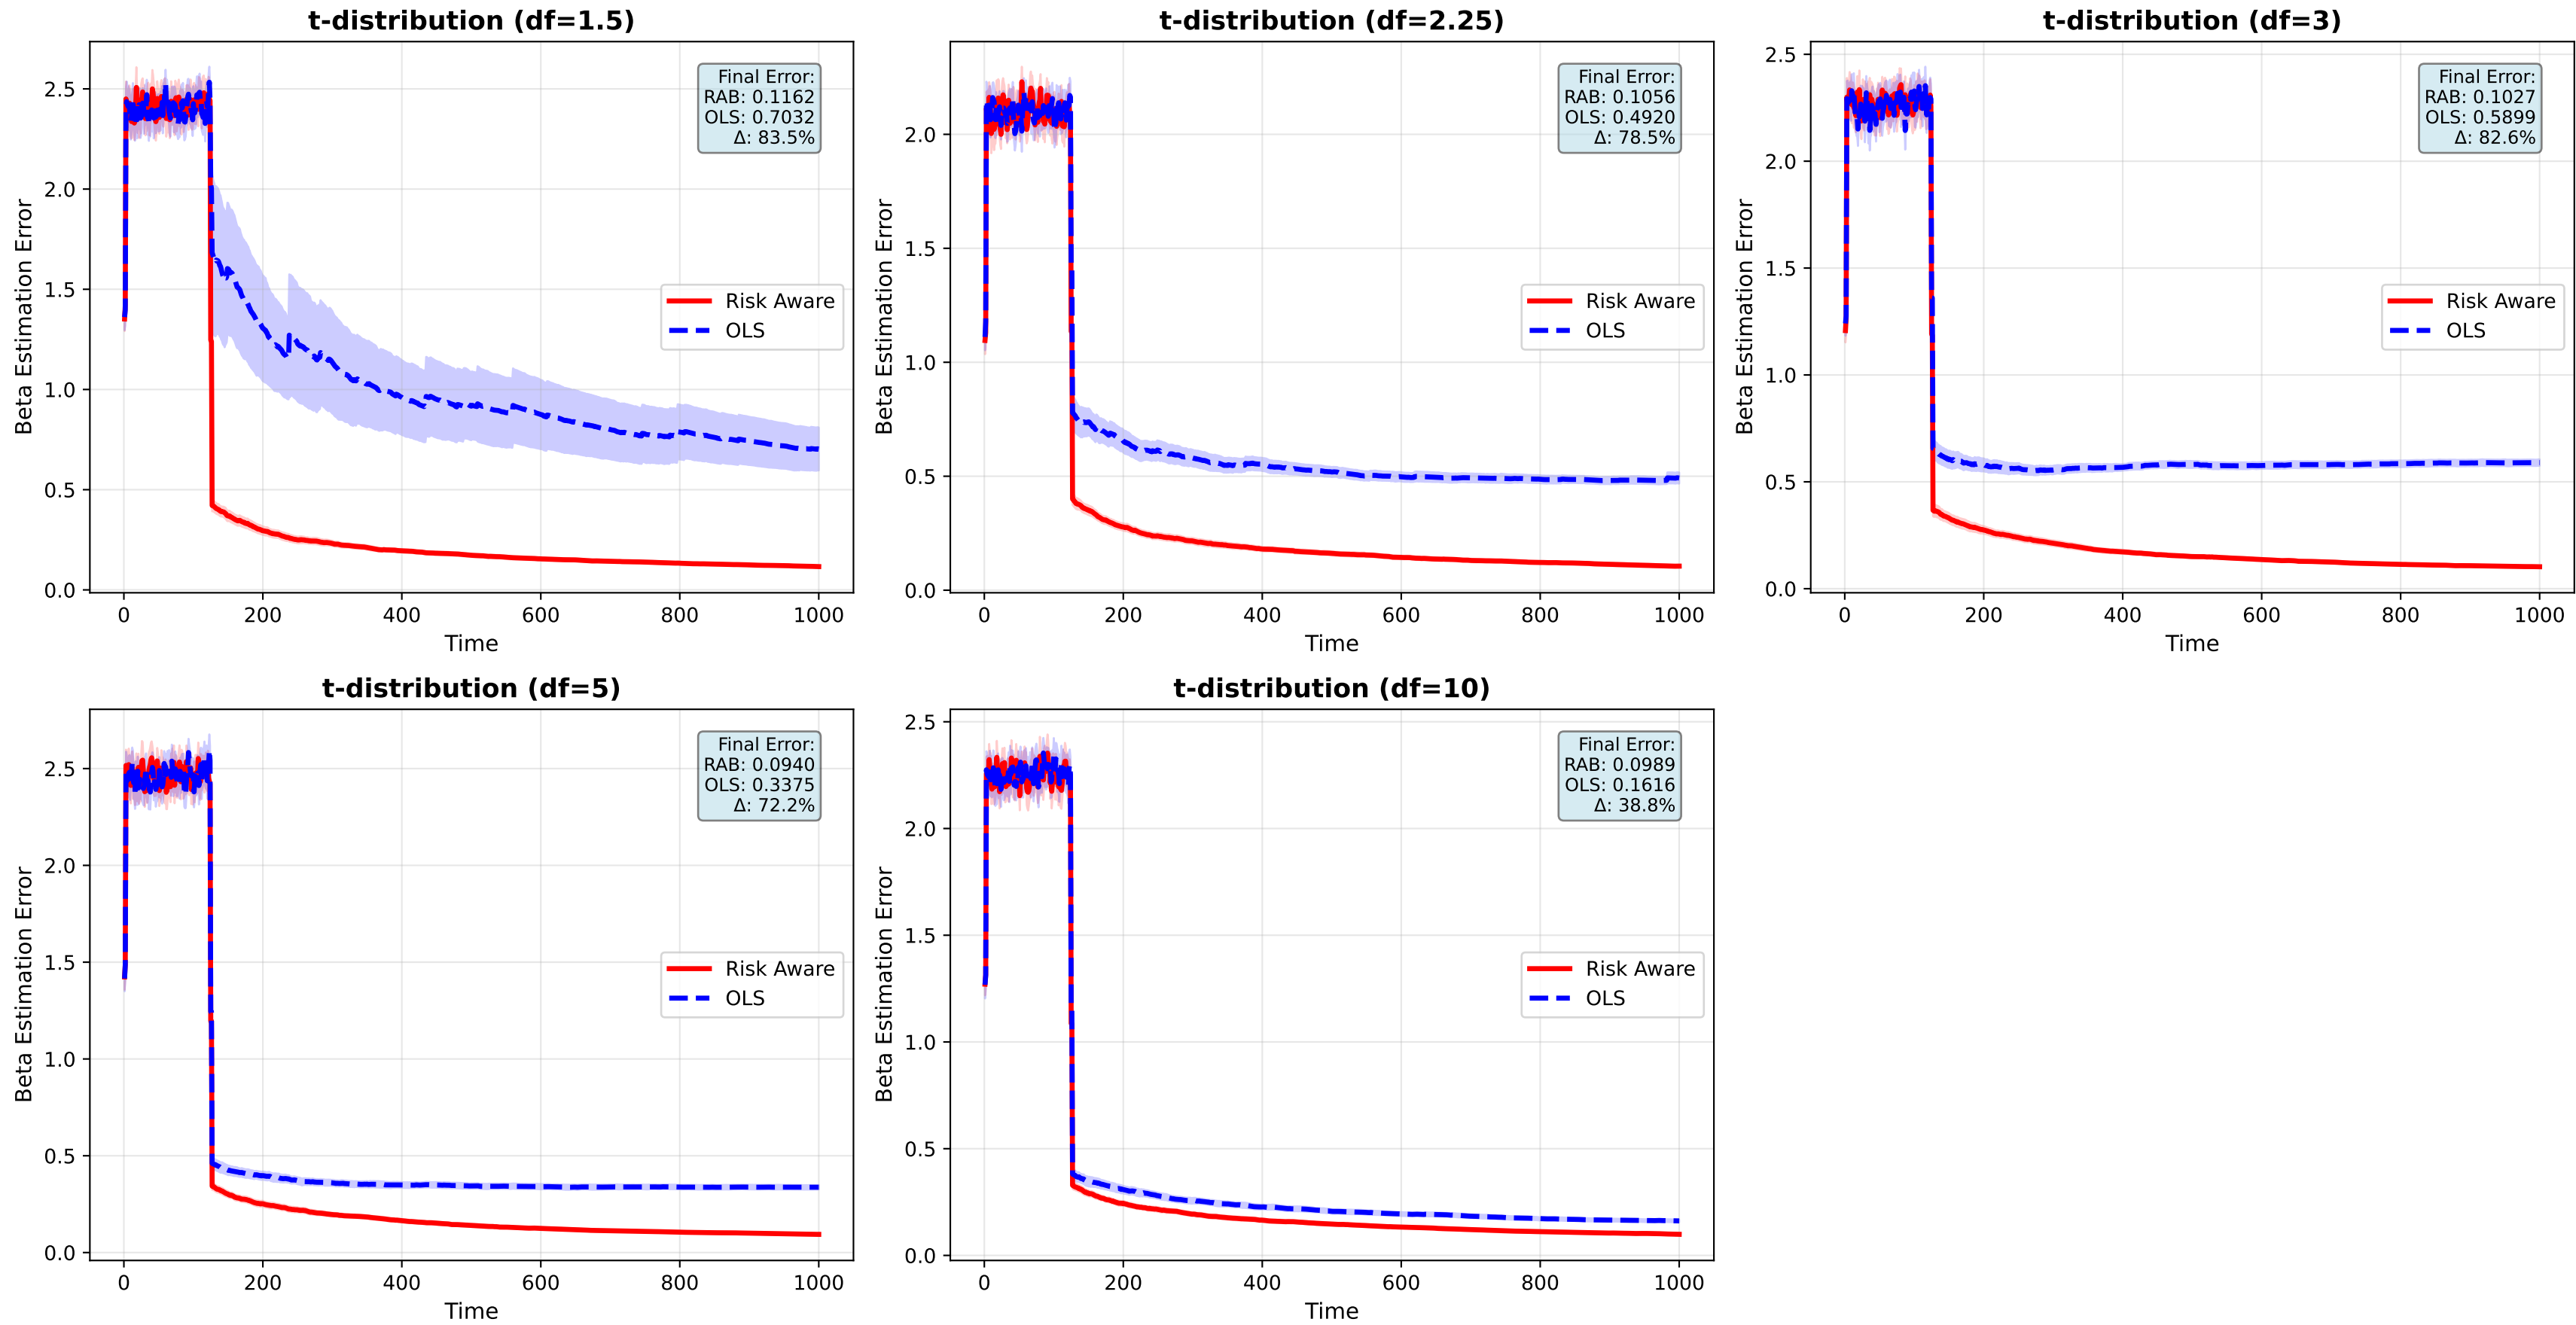 t-distribution (df=1.5)
Beta Estimation Error
2.5
2.0
1.5
1.0
0.5
0.0
Final Error:
RAB: 0.1162
OLS: 0.7032
Δ: 83.5%
Risk Aware
OLS
0 200 400 600 800 1000
Time
t-distribution (df=2.25)
Beta Estimation Error
2.0
1.5
1.0
0.5
0.0
Final Error:
RAB: 0.1056
OLS: 0.4920
Δ: 78.5%
Risk Aware
OLS
0 200 400 600 800 1000
Time
t-distribution (df=3)
Beta Estimation Error
2.5
2.0
1.5
1.0
0.5
0.0
Final Error:
RAB: 0.1027
OLS: 0.5899
Δ: 82.6%
Risk Aware
OLS
0 200 400 600 800 1000
Time
t-distribution (df=5)
Beta Estimation Error
2.5
2.0
1.5
1.0
0.5
0.0
Final Error:
RAB: 0.0940
OLS: 0.3375
Δ: 72.2%
Risk Aware
OLS
0 200 400 600 800 1000
Time
t-distribution (df=10)
Beta Estimation Error
2.5
2.0
1.5
1.0
0.5
0.0
Final Error:
RAB: 0.0989
OLS: 0.1616
Δ: 38.8%
Risk Aware
OLS
0 200 400 600 800 1000
Time